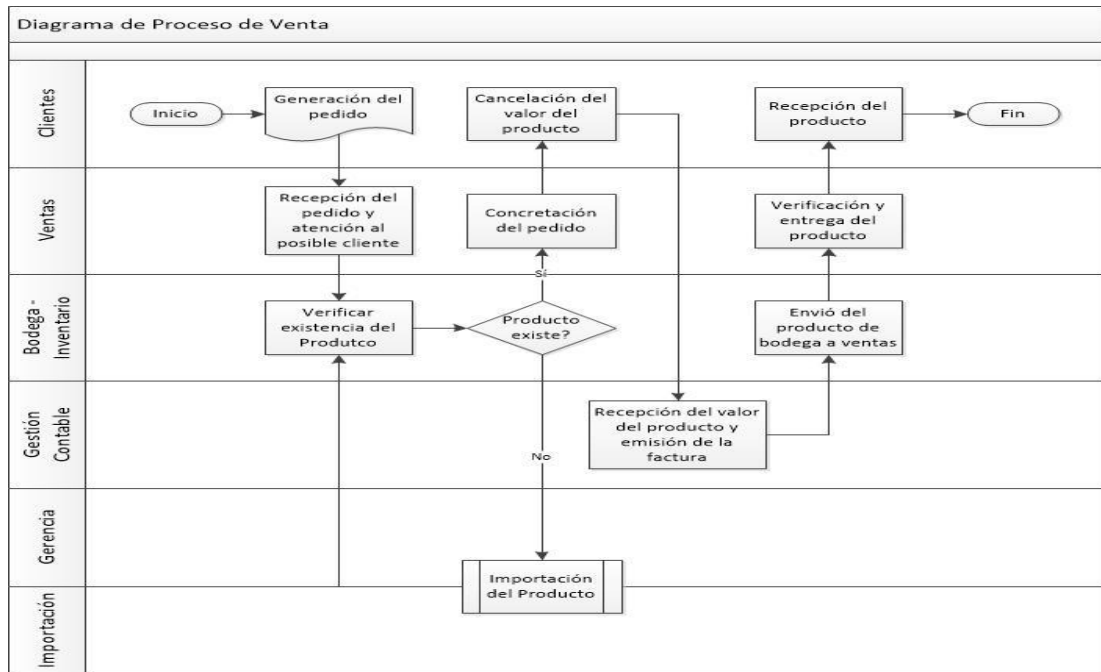 Diagrama de Proceso de Venta
Clientes
Inicio
Generación del
pedido
Cancelación del
valor del
producto
Recepción del
producto
Fin
Ventas
Recepción del
pedido y
atención al
posible cliente
Concretación
del pedido
Verificación y
entrega del
producto
Sí
Bodega -
Inventario
Verificar
existencia del
Produtco
Producto
existe?
Envió del
producto de
bodega a ventas
Gestión
Contable
Recepción del valor
del producto y
emisión de la
factura
No
Gerencia
Importación
del Producto
Importación